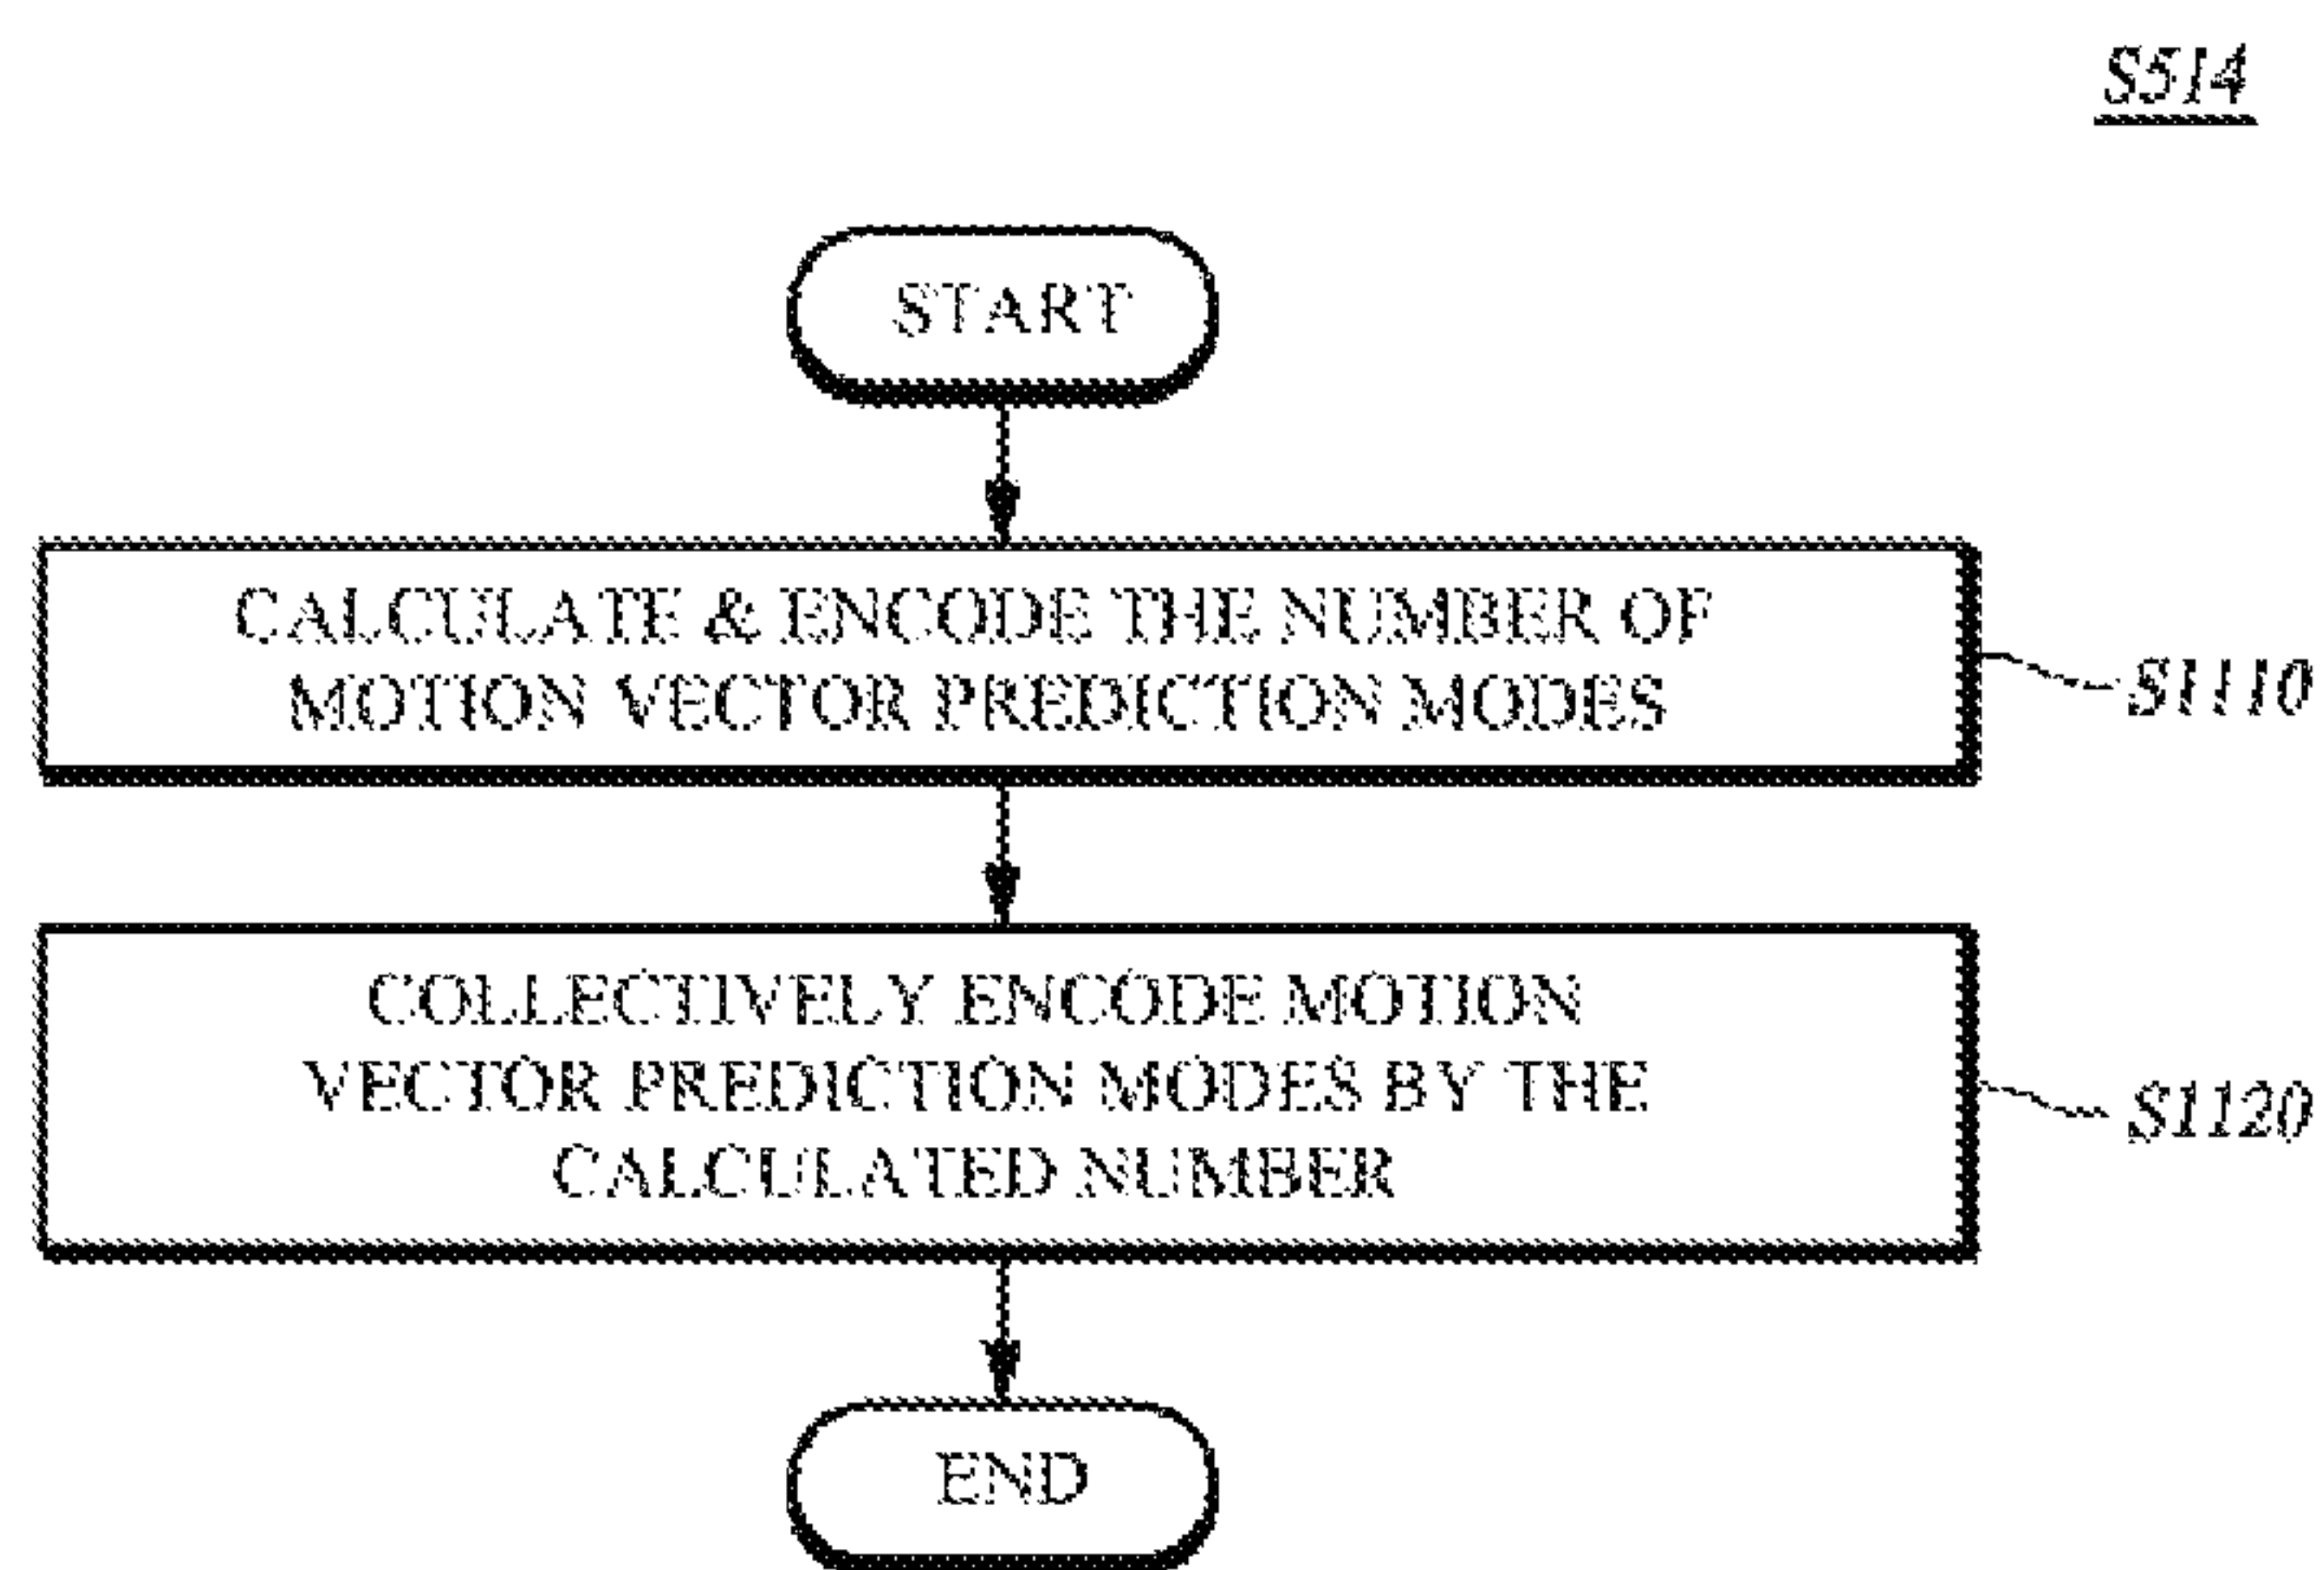 S514
START
CALCULATE & ENCODE THE NUMBER OF
MOTION VECTOR PREDICTION MODES
S1110
COLLECTIVELY ENCODE MOTION
VECTOR PREDICTION MODES BY THE
CALCULATED NUMBER
S1120
END